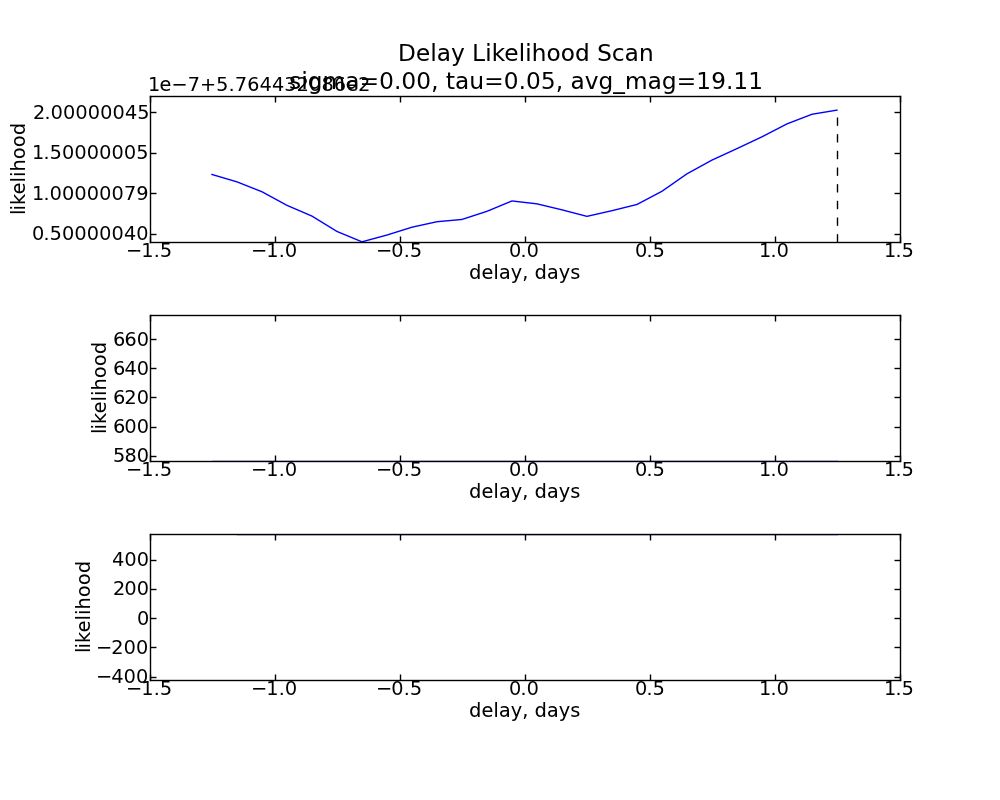 Delay Likelihood Scan
sigma=0.00, tau=0.05, avg_mag=19.11
2.00000045
1.50000005
1.00000079
0.50000040
likelihood
−1.5 −1.0 −0.5 0.0 0.5 1.0 1.5
delay, days
660
640
620
600
580
likelihood
−1.5 −1.0 −0.5 0.0 0.5 1.0 1.5
delay, days
400
200
0
−200
−400
likelihood
−1.5 −1.0 −0.5 0.0 0.5 1.0 1.5
delay, days